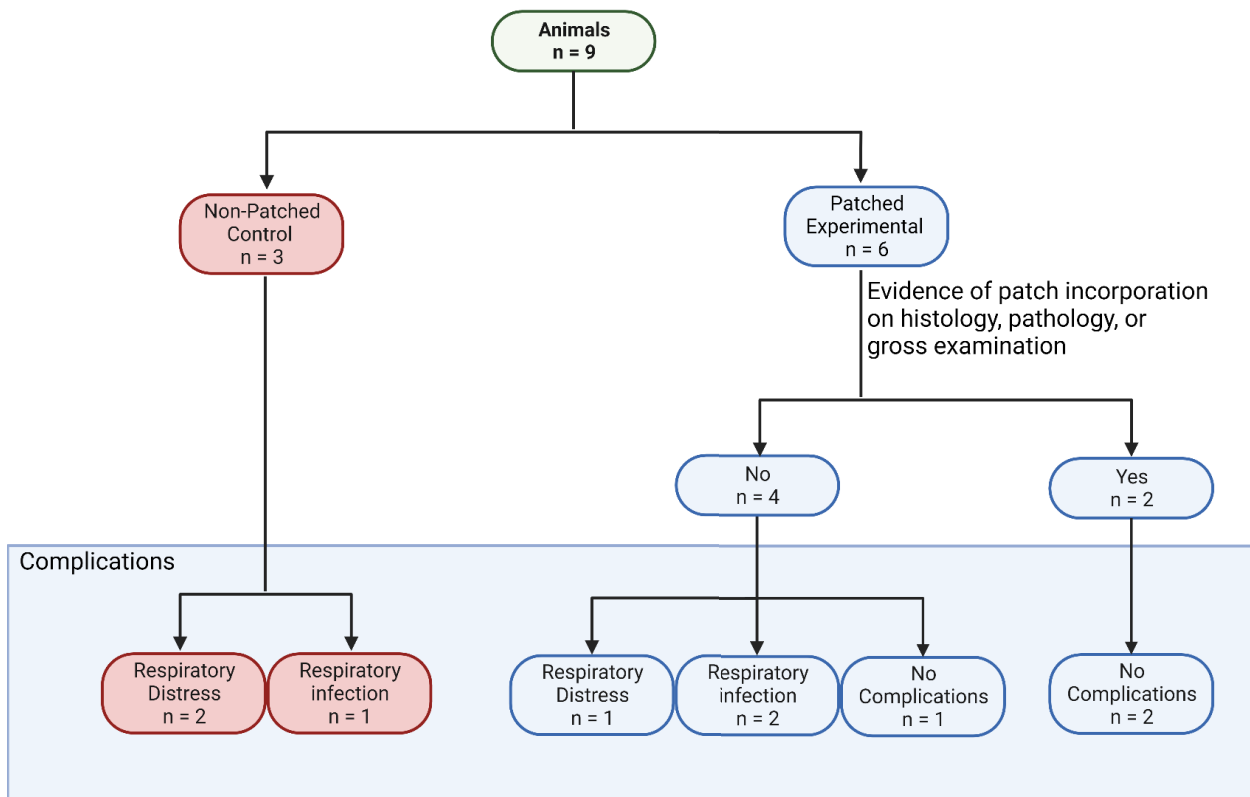 Animals
n = 9
Non-Patched
Control
n = 3
Patched
Experimental
n = 6
Evidence of patch incorporation
on histology, pathology, or
gross examination
No
n = 4
Yes
n = 2
Complications
Respiratory
Distress
n = 2
Respiratory
infection
n = 1
Respiratory
Distress
n = 1
Respiratory
infection
n = 2
No
Complications
n = 1
No
Complications
n = 2